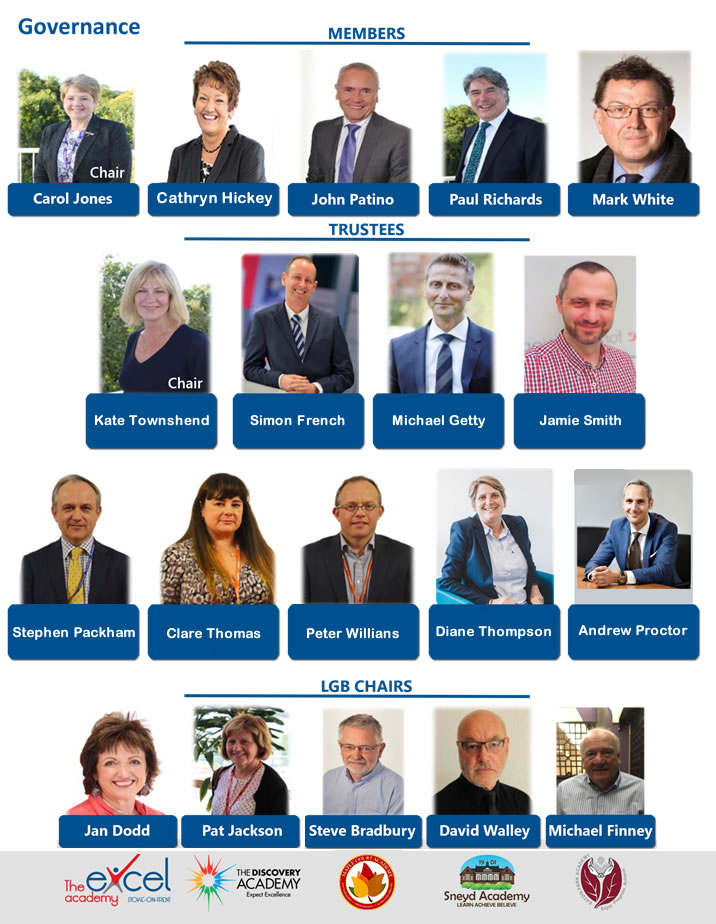 Governance
MEMBERS
Chair
Carol Jones
Cathryn Hickey
John Patino
Paul Richards
Mark White
TRUSTEES
Chair
Kate Townshend
Simon French
Michael Getty
Jamie Smith
Stephen Packham
Clare Thomas
Peter Willians
Diane Thompson
Andrew Proctor
LGB CHAIRS
Jan Dodd
Pat Jackson
Steve Bradbury
David Walley
Michael Finney
The excel
academy STOKE-ON-TRENT
THE DISCOVERY
ACADEMY
Expect Excellence
1901
Sneyd Academy
LEARN ACHIEVE BELIEVE